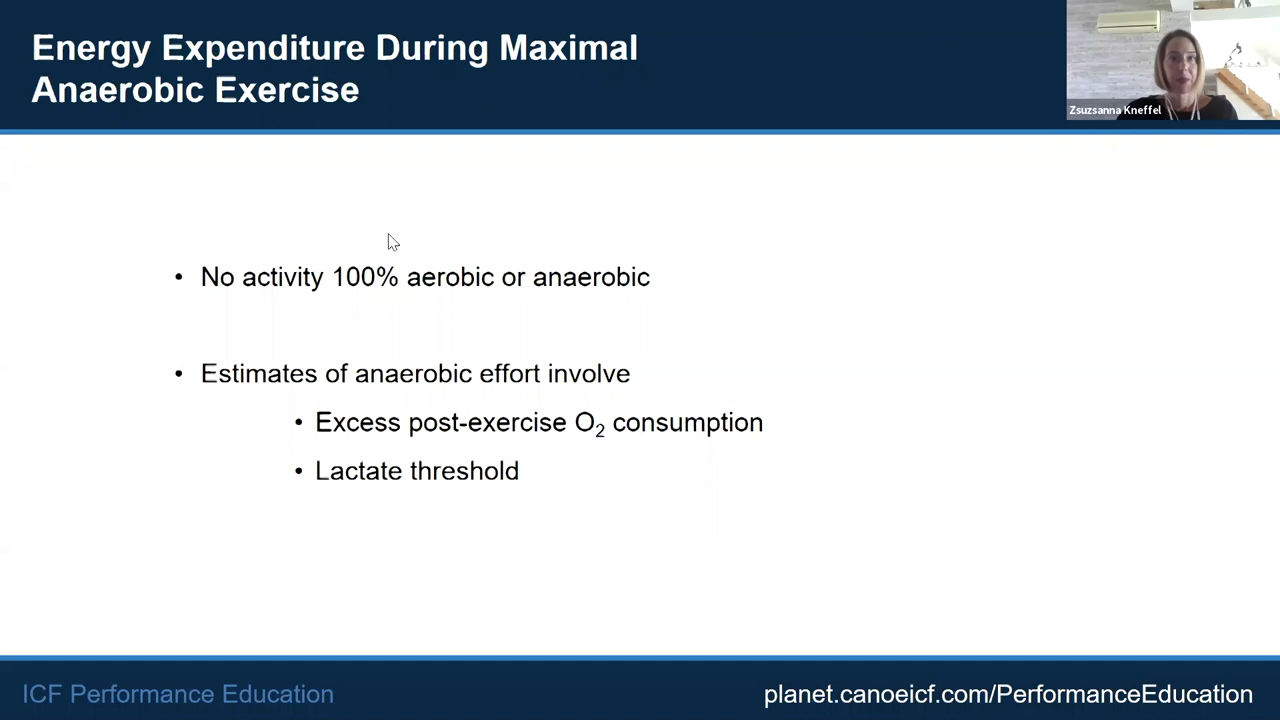 Energy Expenditure During Maximal
Anaerobic Exercise
Zsuzsanna Kneffel
• No activity 100% aerobic or anaerobic
• Estimates of anaerobic effort involve
• Excess post-exercise O₂ consumption
• Lactate threshold
ICF Performance Education
planet.canoeicf.com/PerformanceEducation